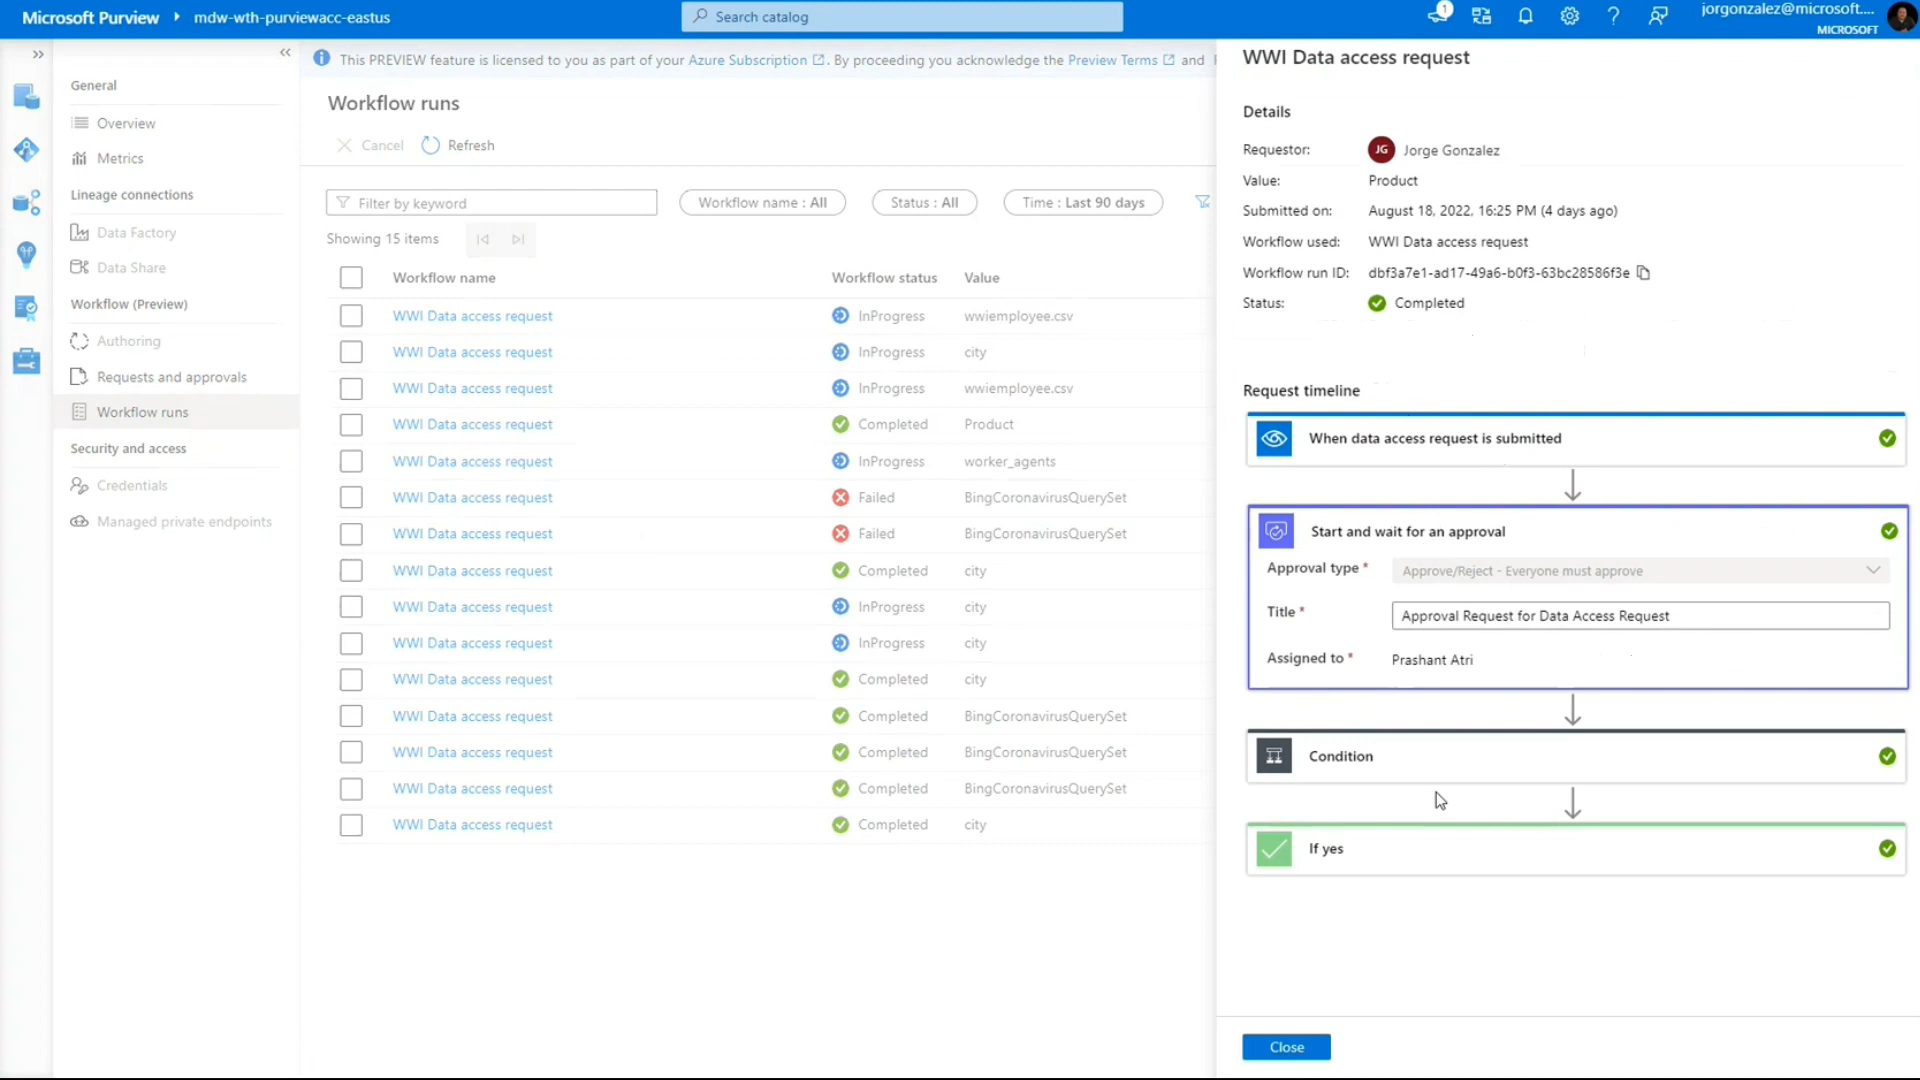 Microsoft Purview mdw-wth-purviewacc-eastus
Search catalog
1
jorgonzalez@microsoft....
MICROSOFT
General
Overview
Metrics
Lineage connections
Data Factory
Data Share
Workflow (Preview)
Authoring
Requests and approvals
Workflow runs
Security and access
Credentials
Managed private endpoints
This PREVIEW feature is licensed to you as part of your Azure Subscription . By proceeding you acknowledge the Preview Terms and
Workflow runs
Cancel Refresh
Filter by keyword Workflow name : All Status : All Time : Last 90 days
Showing 15 items
Workflow name Workflow status Value
WWI Data access request InProgress wwiemployee.csv
WWI Data access request InProgress city
WWI Data access request InProgress wwiemployee.csv
WWI Data access request Completed Product
WWI Data access request InProgress worker_agents
WWI Data access request Failed BingCoronavirusQuerySet
WWI Data access request Failed BingCoronavirusQuerySet
WWI Data access request Completed city
WWI Data access request InProgress city
WWI Data access request InProgress city
WWI Data access request Completed city
WWI Data access request Completed BingCoronavirusQuerySet
WWI Data access request Completed BingCoronavirusQuerySet
WWI Data access request Completed BingCoronavirusQuerySet
WWI Data access request Completed city
WWI Data access request
Details
Requestor: JG Jorge Gonzalez
Value: Product
Submitted on: August 18, 2022, 16:25 PM (4 days ago)
Workflow used: WWI Data access request
Workflow run ID: dbf3a7e1-ad17-49a6-b0f3-63bc28586f3e
Status: Completed
Request timeline
When data access request is submitted
Start and wait for an approval
Approval type * Approve/Reject - Everyone must approve
Title * Approval Request for Data Access Request
Assigned to * Prashant Atri
Condition
If yes
Close